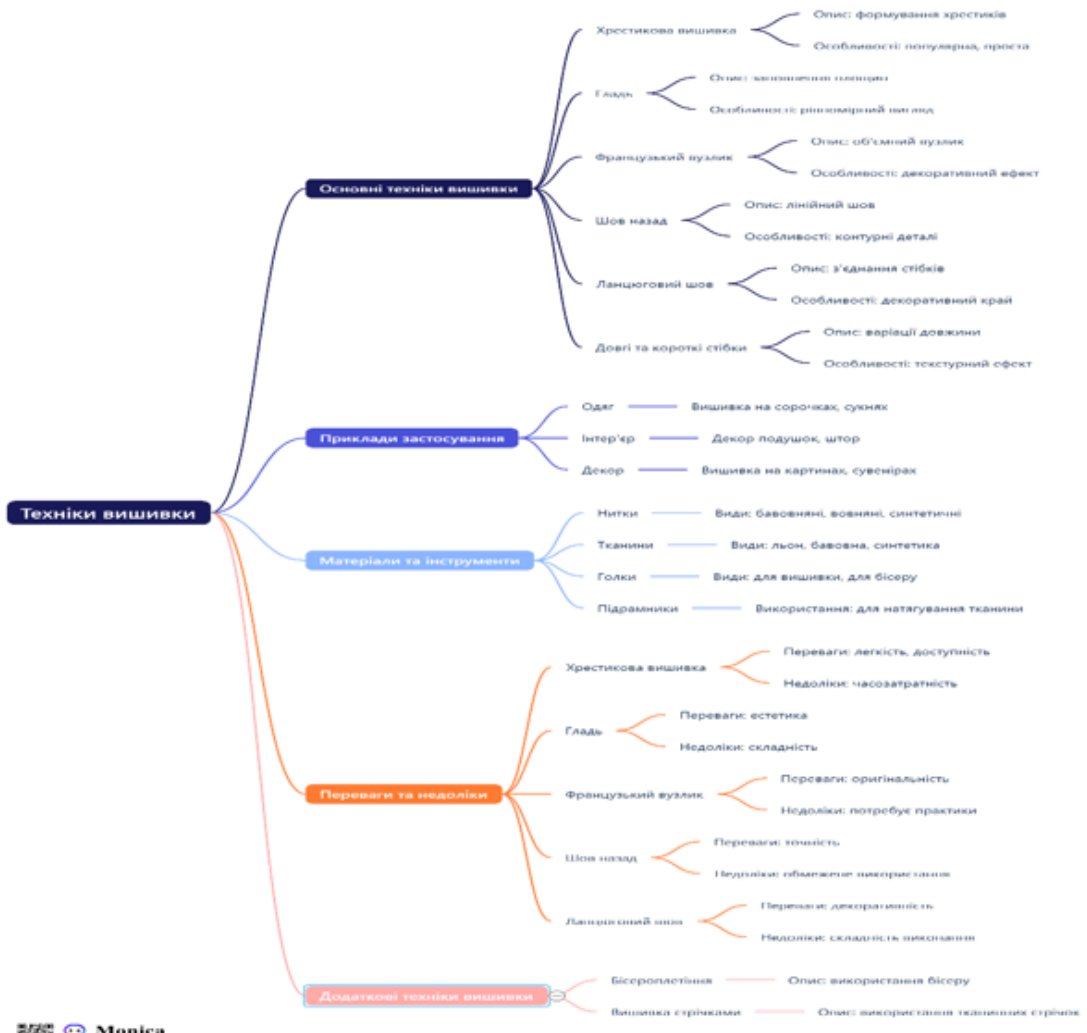 Техніки вишивки
Основні техніки вишивки
Хрестикова вишивка
Опис: формування хрестиків
Особливості: популярна, проста
Гладь
Опис: заповнення площин
Особливості: рівномірний вигляд
Французький вузлик
Опис: об'ємний вузлик
Особливості: декоративний ефект
Шов назад
Опис: лінійний шов
Особливості: контурні деталі
Ланцюговий шов
Опис: з'єднання стібків
Особливості: декоративний край
Довгі та короткі стібки
Опис: варіації довжини
Особливості: текстурний ефект
Приклади застосування
Одяг
Вишивка на сорочках, сукнях
Інтер'єр
Декор подушок, штор
Декор
Вишивка на картинах, сувенірах
Матеріали та інструменти
Нитки
Види: бавовняні, вовняні, синтетичні
Тканини
Види: льон, бавовна, синтетика
Голки
Види: для вишивки, для бісеру
Підрамники
Використання: для натягування тканини
Переваги та недоліки
Хрестикова вишивка
Переваги: легкість, доступність
Недоліки: часозатратність
Гладь
Переваги: естетика
Недоліки: складність
Французький вузлик
Переваги: оригінальність
Недоліки: потребує практики
Шов назад
Переваги: точність
Недоліки: обмежене використання
Ланцюговий шов
Переваги: декоративність
Недоліки: складність виконання
Додаткові техніки вишивки
Бісероплетіння
Опис: використання бісеру
Вишивка стрічками
Опис: використання тканинних стрічок
Monica